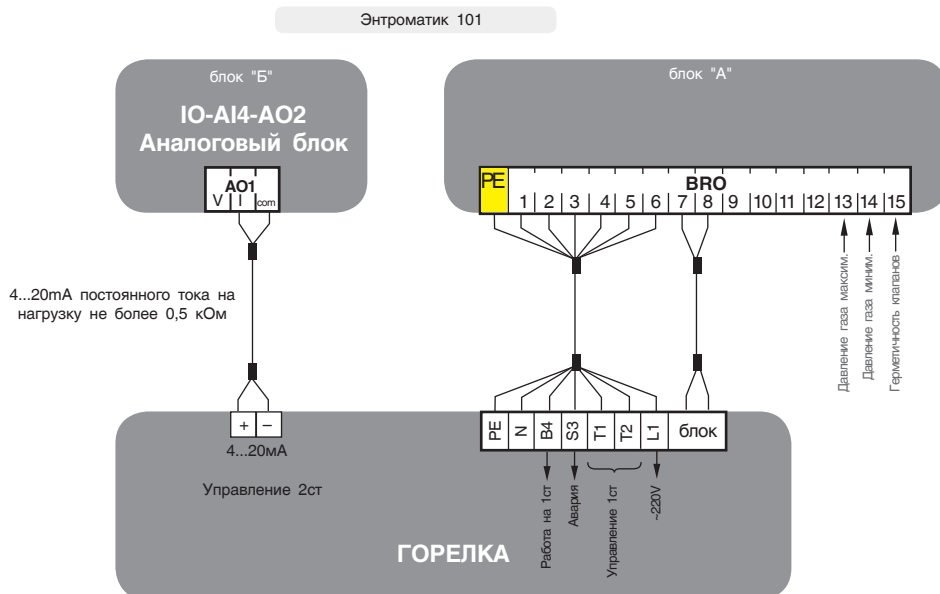 Энтроматик 101
блок "Б"
IO-AI4-AO2
Аналоговый блок
AO1
V I com
блок "А"
PE
BRO
1 2 3 4 5 6 7 8 9 10 11 12 13 14 15
4...20mA постоянного тока на
нагрузку не более 0,5 кОм
Давление газа максим.
Давление газа миним.
Герметичность клапанов
+ −
4...20мА
Управление 2ст
PE N B4 S3 T1 T2 L1 блок
Работа на 1ст
Авария
Управление 1ст
~220V
ГОРЕЛКА